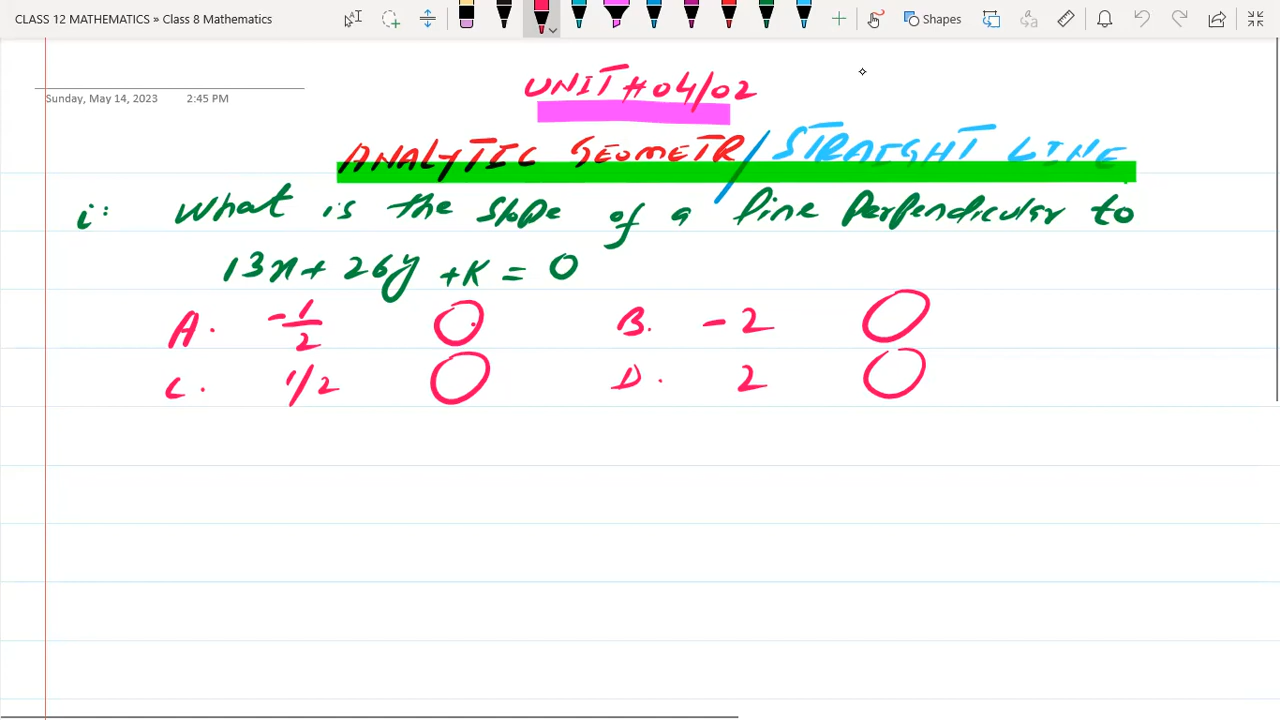 CLASS 12 MATHEMATICS » Class 8 Mathematics
Shapes
Sunday, May 14, 2023 2:45 PM
UNIT # 04/02
ANALYTIC GEOMETR/STRAIGHT LINE
i: What is the slope of a line perpendicular to
13x + 26y + K = 0
A. -1/2 B. -2
C. 1/2 D. 2